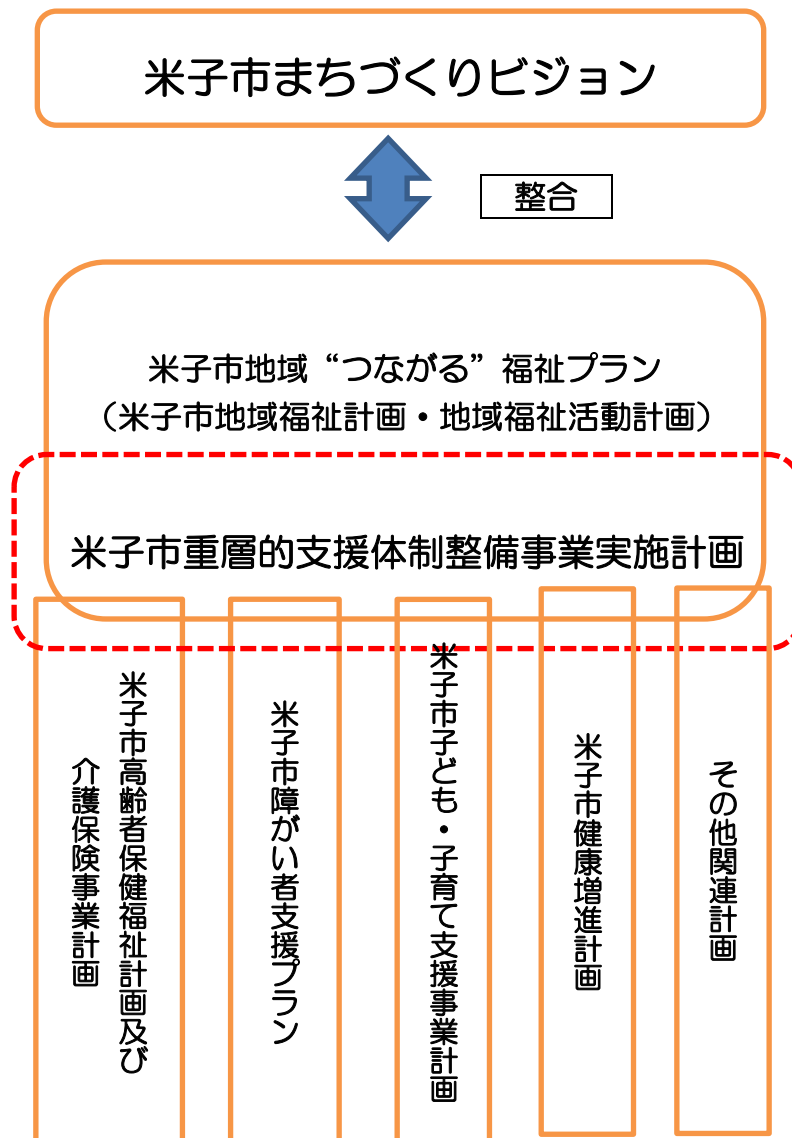 米子市まちづくりビジョン
整合
米子市地域“つながる”福祉プラン
（米子市地域福祉計画・地域福祉活動計画）
米子市重層的支援体制整備事業実施計画
米子市高齢者保健福祉計画及び
介護保険事業計画
米子市障がい者支援プラン
米子市子ども・子育て支援事業計画
米子市健康増進計画
その他関連計画